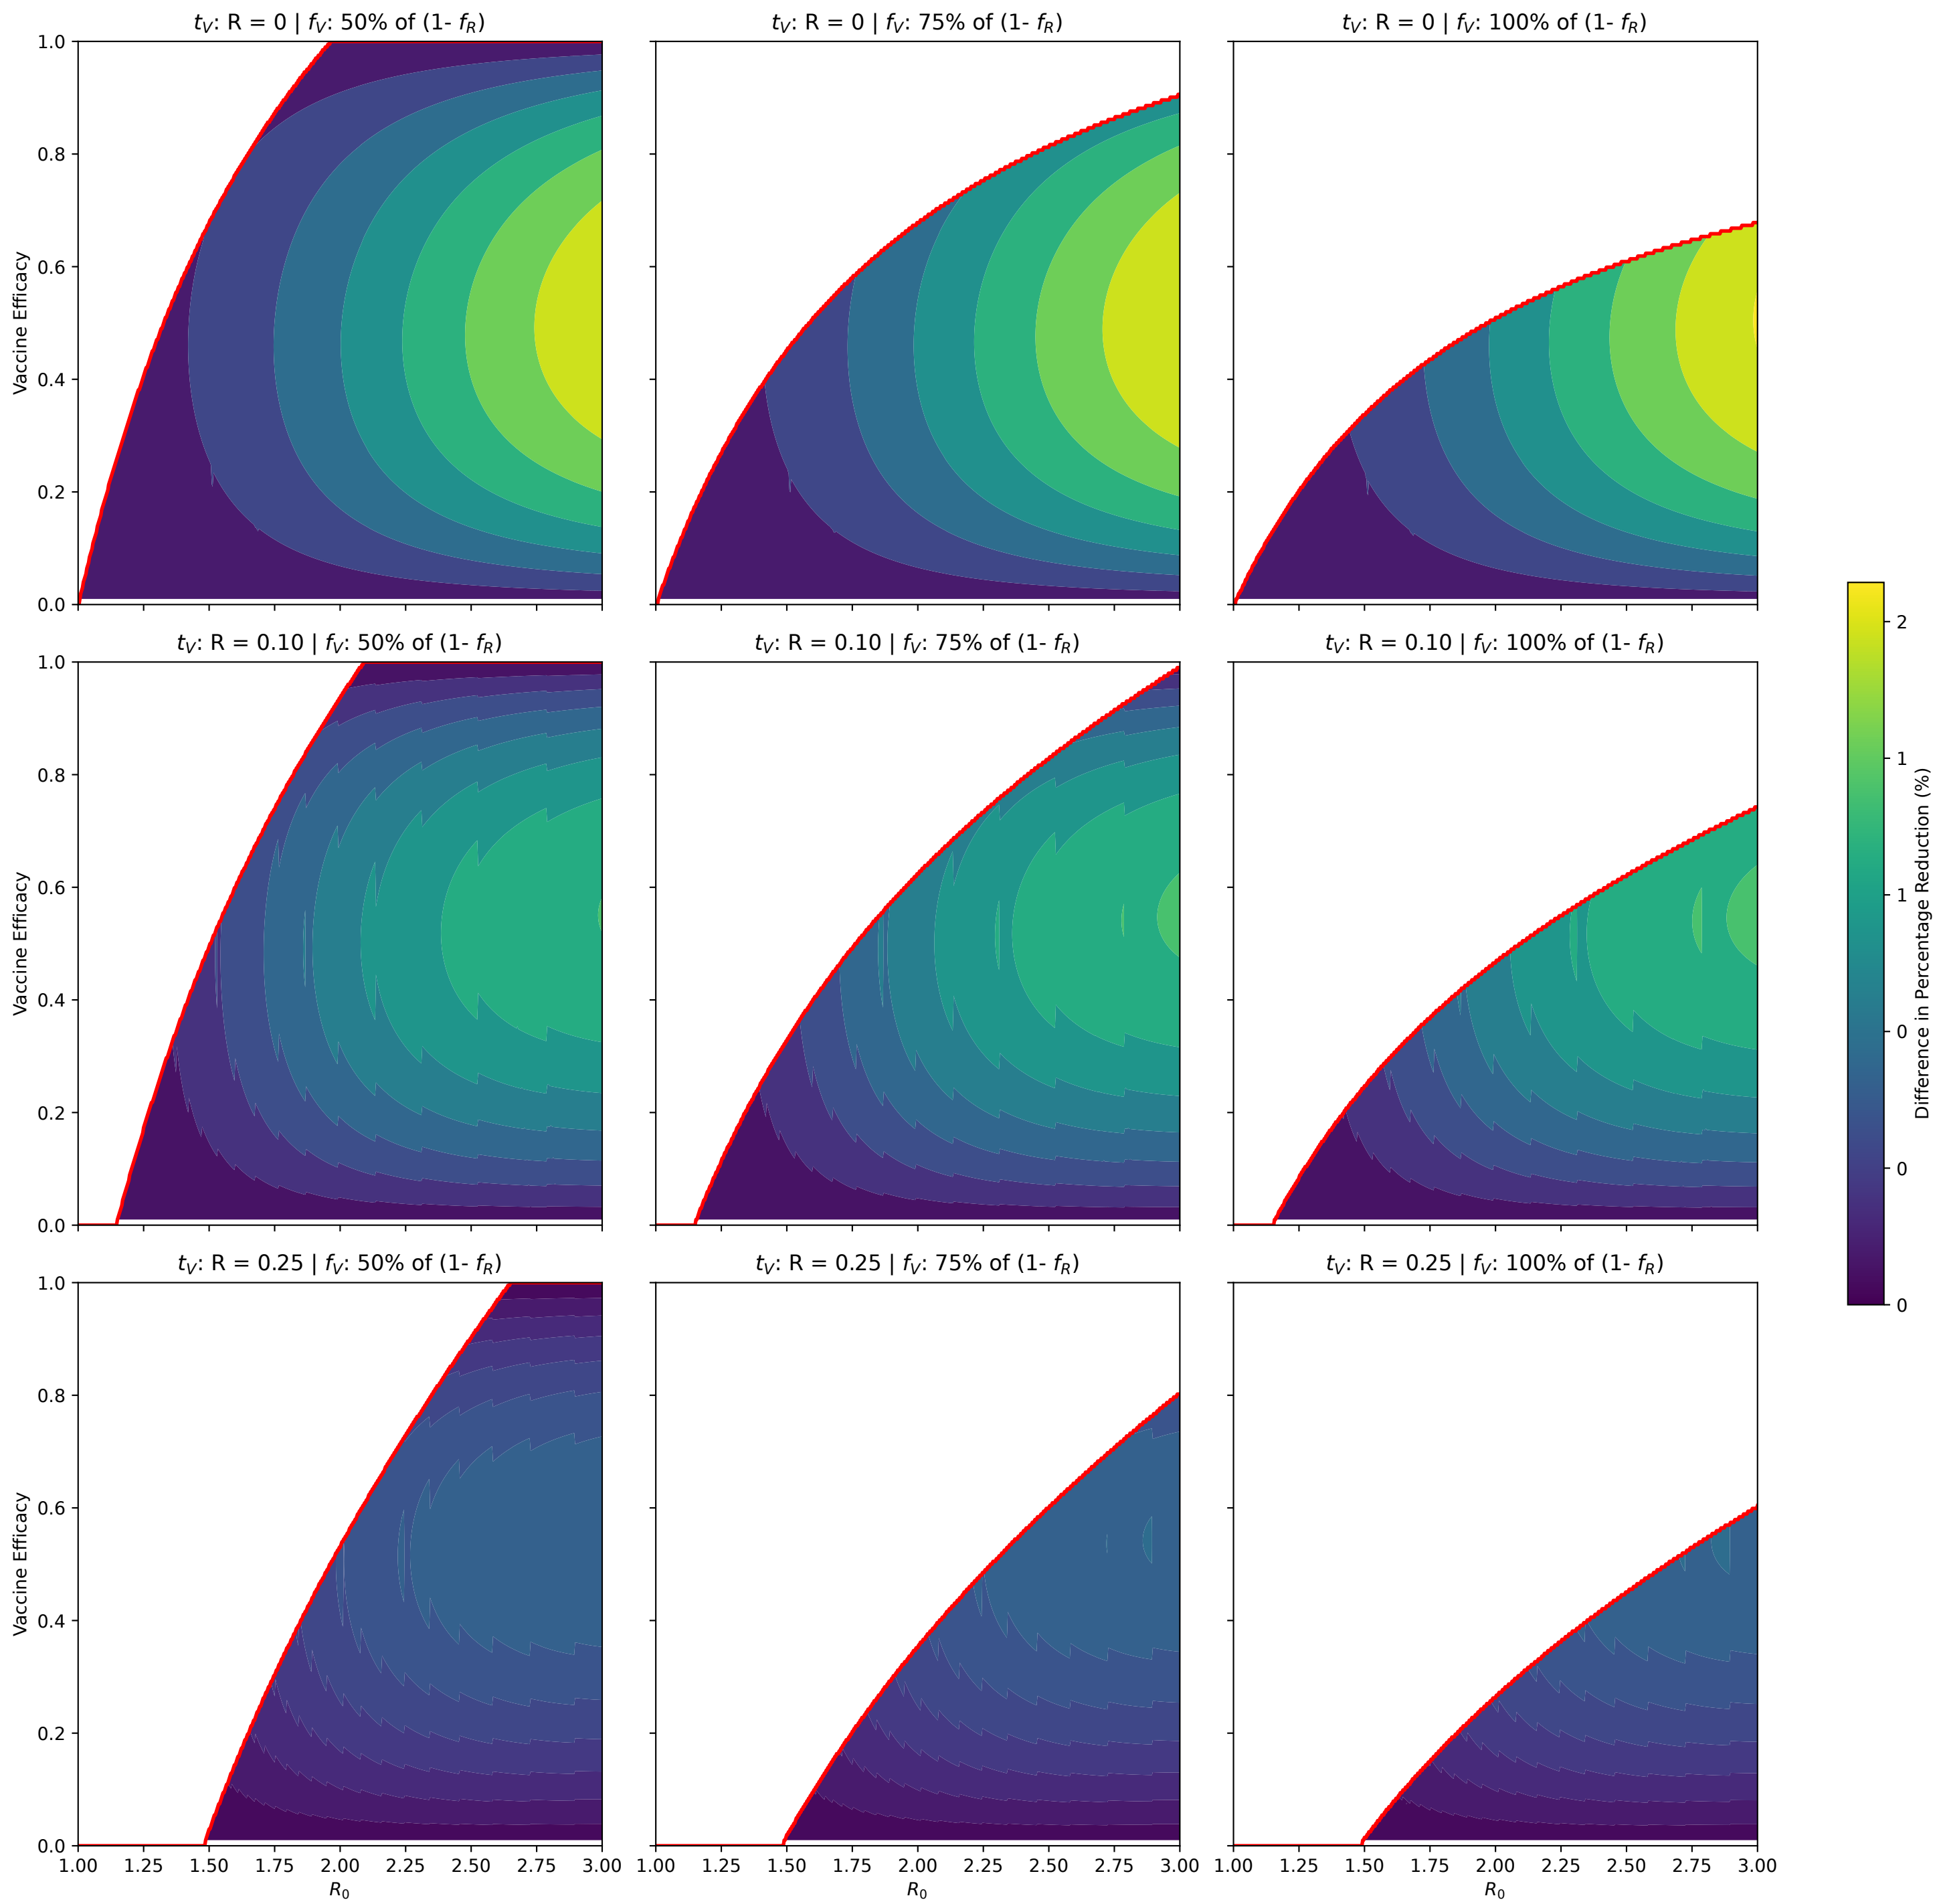 t_V: R = 0 | f_V: 50% of (1- f_R)
t_V: R = 0 | f_V: 75% of (1- f_R)
t_V: R = 0 | f_V: 100% of (1- f_R)
1.0
0.8
0.6
0.4
0.2
0.0
Vaccine Efficacy
t_V: R = 0.10 | f_V: 50% of (1- f_R)
t_V: R = 0.10 | f_V: 75% of (1- f_R)
t_V: R = 0.10 | f_V: 100% of (1- f_R)
1.0
0.8
0.6
0.4
0.2
0.0
Vaccine Efficacy
t_V: R = 0.25 | f_V: 50% of (1- f_R)
t_V: R = 0.25 | f_V: 75% of (1- f_R)
t_V: R = 0.25 | f_V: 100% of (1- f_R)
1.0
0.8
0.6
0.4
0.2
0.0
Vaccine Efficacy
1.00 1.25 1.50 1.75 2.00 2.25 2.50 2.75 3.00
R_0
1.00 1.25 1.50 1.75 2.00 2.25 2.50 2.75 3.00
R_0
1.00 1.25 1.50 1.75 2.00 2.25 2.50 2.75 3.00
R_0
2
1
1
0
0
0
Difference in Percentage Reduction (%)